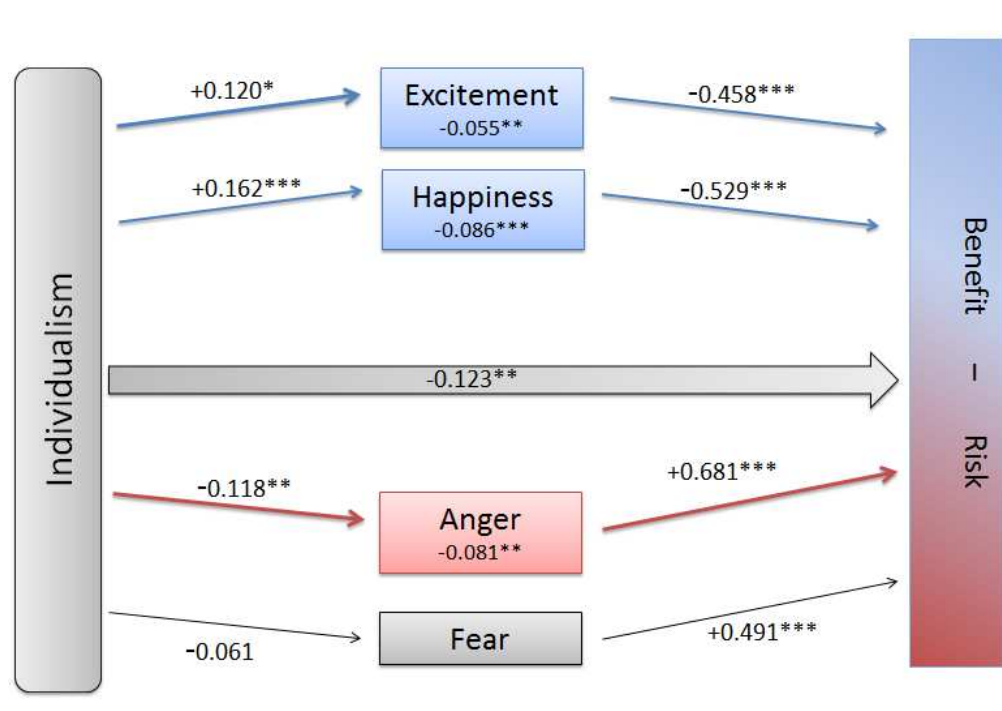 Individualism
+0.120*
Excitement
-0.055**
-0.458***
+0.162***
Happiness
-0.086***
-0.529***
-0.123**
-0.118**
Anger
-0.081**
+0.681***
-0.061
Fear
+0.491***
Benefit – Risk